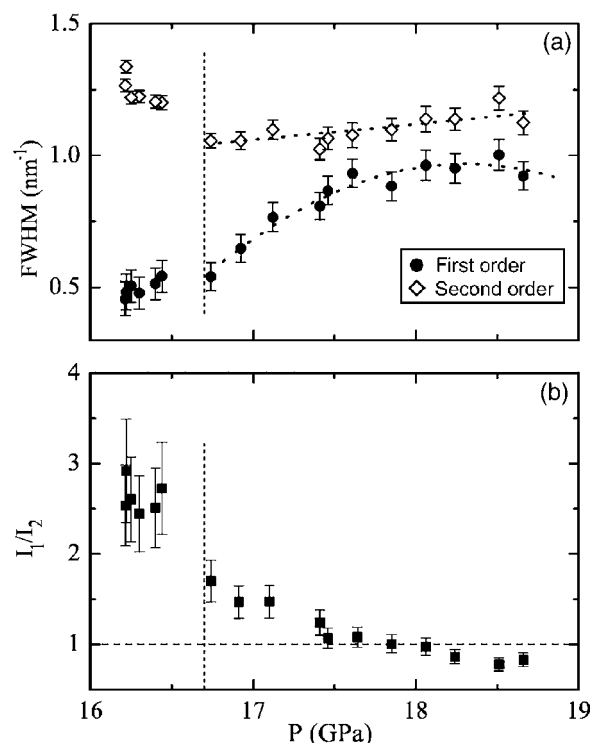 (a)
1.5
1.0
0.5
FWHM (nm⁻¹)
First order
Second order
(b)
4
3
2
1
I₁/I₂
16 17 18 19
P (GPa)